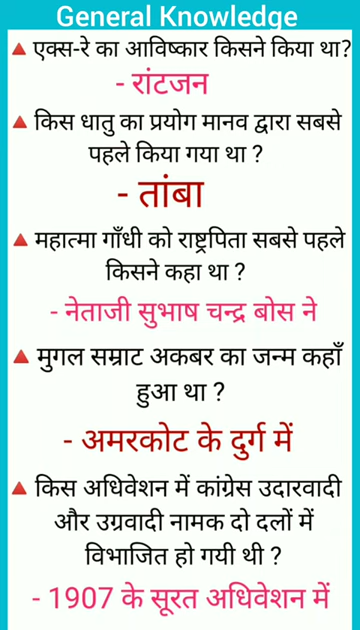 General Knowledge
🔺एक्स-रे का आविष्कार किसने किया था?
- रांटजन
🔺किस धातु का प्रयोग मानव द्वारा सबसे
पहले किया गया था ?
- तांबा
🔺महात्मा गाँधी को राष्ट्रपिता सबसे पहले
किसने कहा था ?
- नेताजी सुभाष चन्द्र बोस ने
🔺मुगल सम्राट अकबर का जन्म कहाँ
हुआ था ?
- अमरकोट के दुर्ग में
🔺किस अधिवेशन में कांग्रेस उदारवादी
और उग्रवादी नामक दो दलों में
विभाजित हो गयी थी ?
- 1907 के सूरत अधिवेशन में